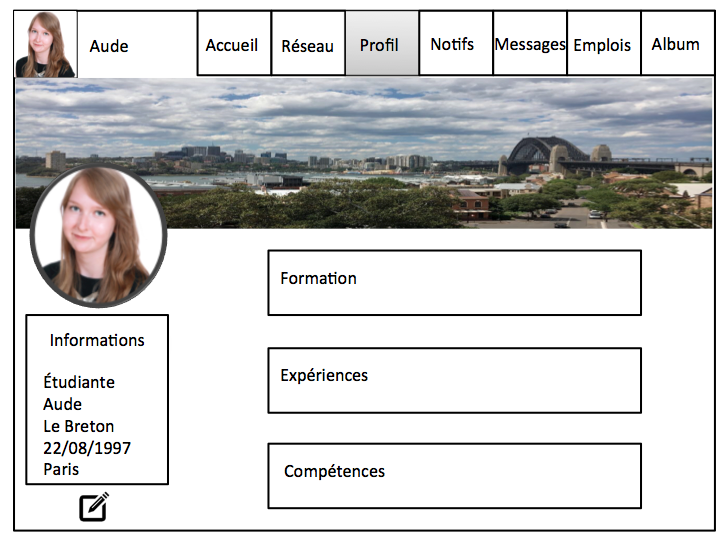 Aude
Accueil
Réseau
Profil
Notifs
Messages
Emplois
Album
Formation
Informations
Étudiante
Aude
Le Breton
22/08/1997
Paris
Expériences
Compétences